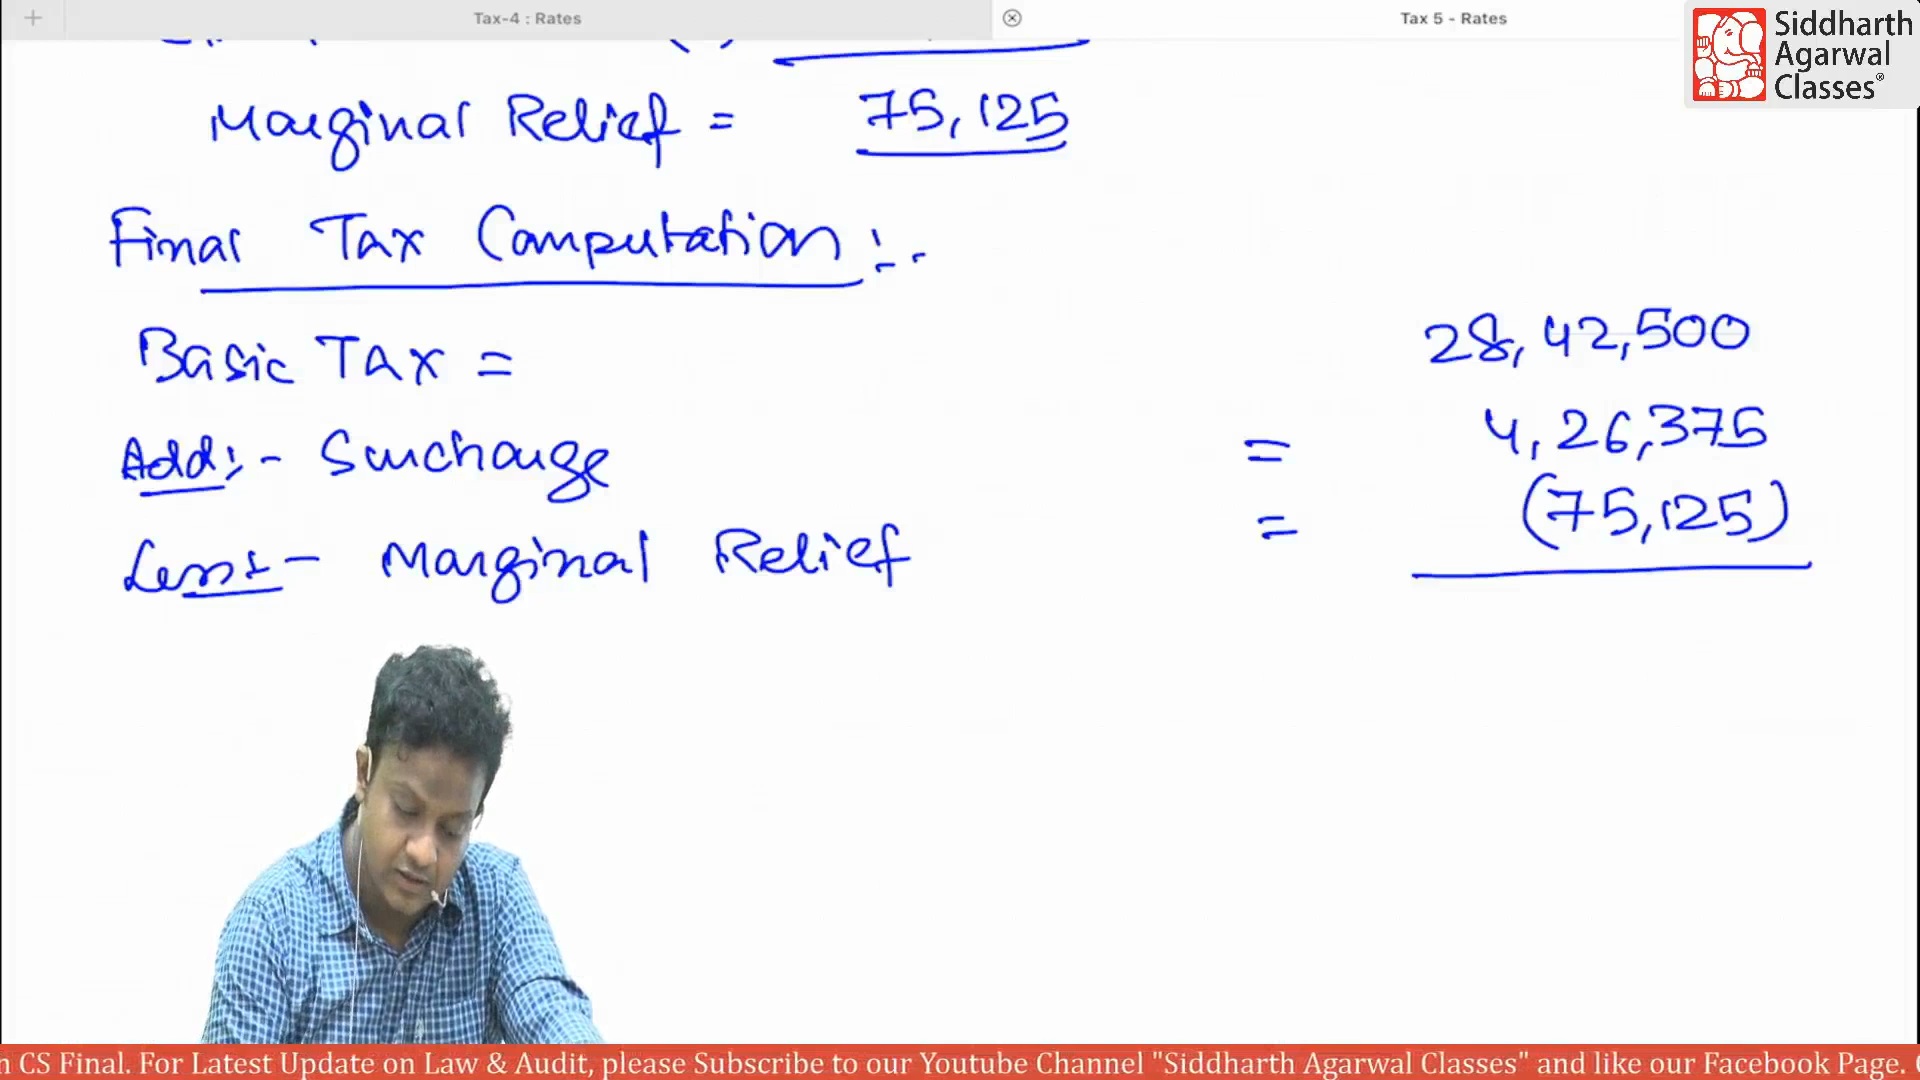 Tax-4 : Rates
Tax 5 - Rates
Siddharth
Agarwal
Classes®
Marginal Relief = 75,125
Final Tax Computation :-
Basic Tax = 28,42,500
Add:- Surcharge = 4,26,375
Less:- Marginal Relief = (75,125)
n CS Final. For Latest Update on Law & Audit, please Subscribe to our Youtube Channel "Siddharth Agarwal Classes" and like our Facebook Page.